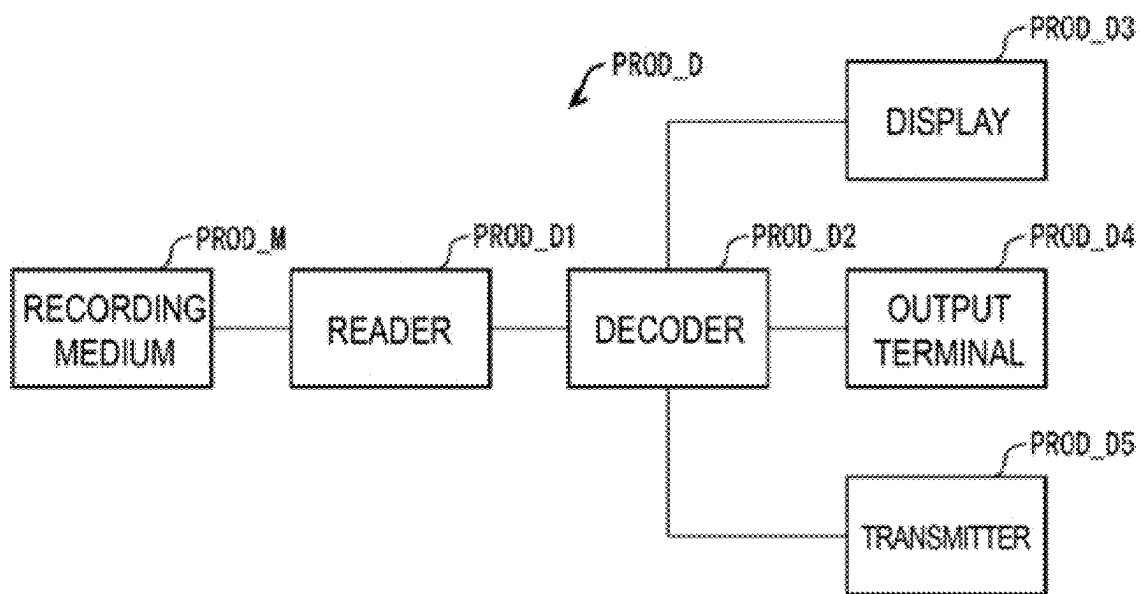 PROD_D3
PROD_D
DISPLAY
PROD_M
PROD_D1
PROD_D2
PROD_D4
RECORDING
MEDIUM
READER
DECODER
OUTPUT
TERMINAL
PROD_D5
TRANSMITTER